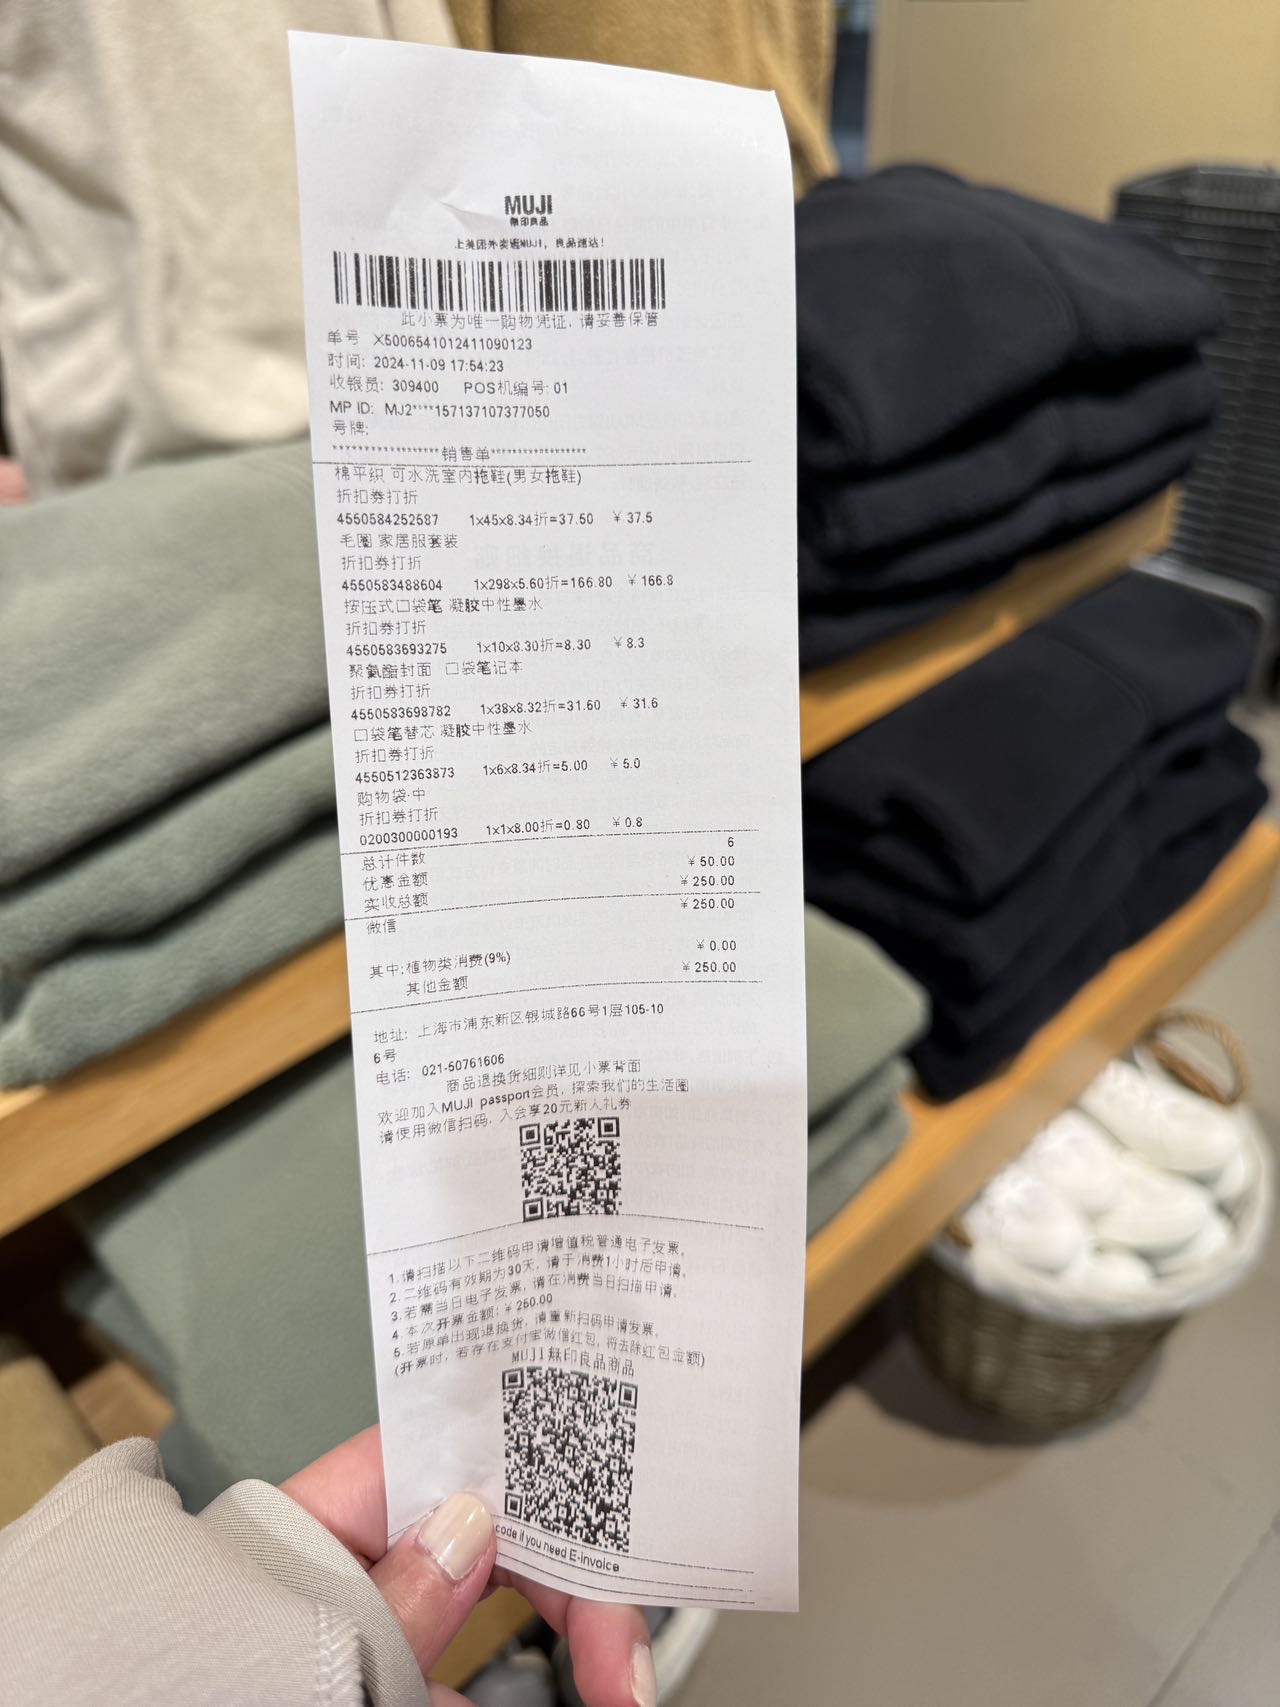 MUJI
無印良品
上美团外卖逛MUJI，良品速达！
此小票为唯一购物凭证，请妥善保管
单号 X5006541012411090123
时间: 2024-11-09 17:54:23
收银员: 309400 POS机编号: 01
MP ID: MJ2****157137107377050
号牌:
******************销售单******************
棉平织 可水洗室内拖鞋(男女拖鞋)
折扣券打折
4550584252587 1x45x8.34折=37.50 ¥ 37.5
毛圈 家居服套装
折扣券打折
4550583488604 1x298x5.60折=166.80 ¥ 166.8
按压式口袋笔 凝胶中性墨水
折扣券打折
4550583693275 1x10x8.30折=8.30 ¥ 8.3
聚氨酯封面 口袋笔记本
折扣券打折
4550583698782 1x38x8.32折=31.60 ¥ 31.6
口袋笔替芯 凝胶中性墨水
折扣券打折
4550512363873 1x6x8.34折=5.00 ¥ 5.0
购物袋·中
折扣券打折
0200300000193 1x1x8.00折=0.80 ¥ 0.8
总计件数 6
优惠金额 ¥ 50.00
实收总额 ¥ 250.00
微信 ¥ 250.00
其中:植物类消费(9%) ¥ 0.00
其他金额 ¥ 250.00
地址: 上海市浦东新区银城路66号1层105-10
6号
电话: 021-50761606
商品退换货细则详见小票背面
欢迎加入MUJI passport会员, 探索我们的生活圈
请使用微信扫码, 入会享20元新人礼券
1.请扫描以下二维码申请增值税普通电子发票。
2.二维码有效期为30天, 请于消费1小时后申请。
3.若需当日电子发票, 请在消费当日扫描申请。
4.本次开票金额: ¥ 250.00
5.若原单出现退换货, 请重新扫码申请发票。
(开票时, 若存在支付宝微信红包, 将去除红包金额)
MUJI無印良品商品
code if you need E-invoice